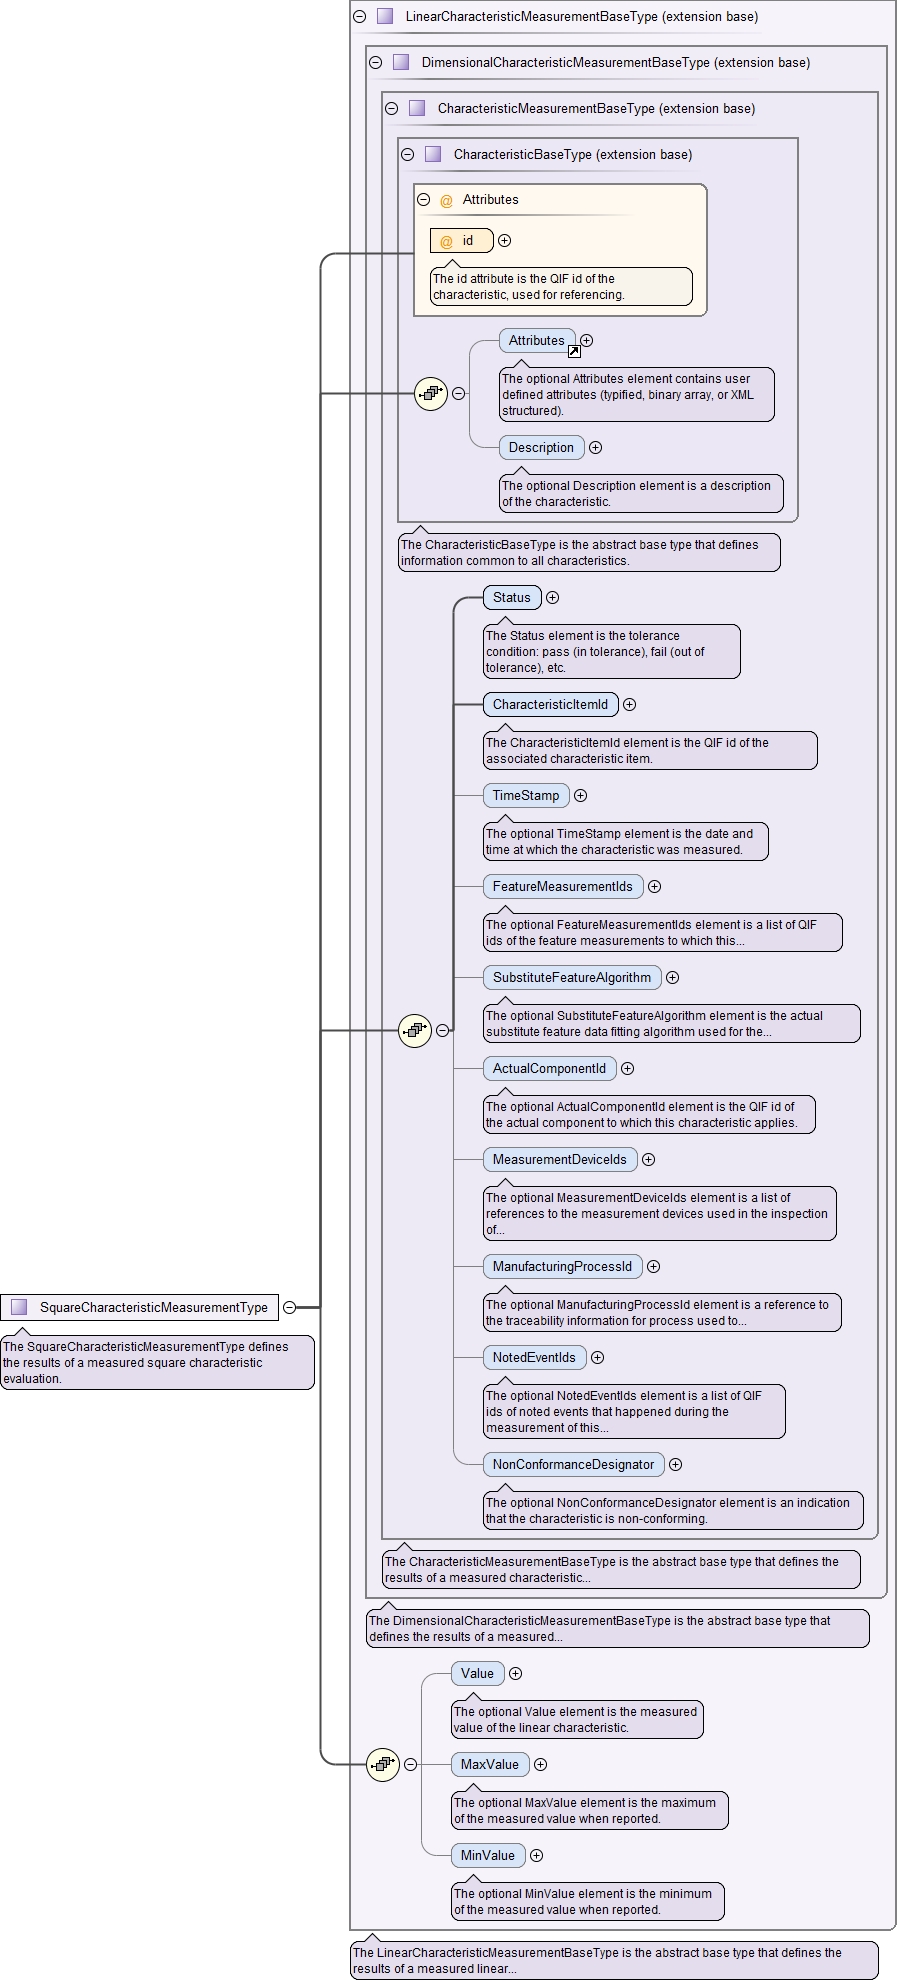 LinearCharacteristicMeasurementBaseType (extension base)
DimensionalCharacteristicMeasurementBaseType (extension base)
CharacteristicMeasurementBaseType (extension base)
CharacteristicBaseType (extension base)
@ Attributes
@ id
The id attribute is the QIF id of the
characteristic, used for referencing.
Attributes
The optional Attributes element contains user
defined attributes (typified, binary array, or XML
structured).
Description
The optional Description element is a description
of the characteristic.
The CharacteristicBaseType is the abstract base type that defines
information common to all characteristics.
Status
The Status element is the tolerance
condition: pass (in tolerance), fail (out of
tolerance), etc.
CharacteristicItemId
The CharacteristicItemId element is the QIF id of the
associated characteristic item.
TimeStamp
The optional TimeStamp element is the date and
time at which the characteristic was measured.
FeatureMeasurementIds
The optional FeatureMeasurementIds element is a list of QIF
ids of the feature measurements to which this...
SubstituteFeatureAlgorithm
The optional SubstituteFeatureAlgorithm element is the actual
substitute feature data fitting algorithm used for the...
ActualComponentId
The optional ActualComponentId element is the QIF id of
the actual component to which this characteristic applies.
MeasurementDeviceIds
The optional MeasurementDeviceIds element is a list of
references to the measurement devices used in the inspection
of...
ManufacturingProcessId
The optional ManufacturingProcessId element is a reference to
the traceability information for process used to...
SquareCharacteristicMeasurementType
The SquareCharacteristicMeasurementType defines
the results of a measured square characteristic
evaluation.
NotedEventIds
The optional NotedEventIds element is a list of QIF
ids of noted events that happened during the
measurement of this...
NonConformanceDesignator
The optional NonConformanceDesignator element is an indication
that the characteristic is non-conforming.
The CharacteristicMeasurementBaseType is the abstract base type that defines the
results of a measured characteristic...
The DimensionalCharacteristicMeasurementBaseType is the abstract base type that
defines the results of a measured...
Value
The optional Value element is the measured
value of the linear characteristic.
MaxValue
The optional MaxValue element is the maximum
of the measured value when reported.
MinValue
The optional MinValue element is the minimum
of the measured value when reported.
The LinearCharacteristicMeasurementBaseType is the abstract base type that defines the
results of a measured linear...